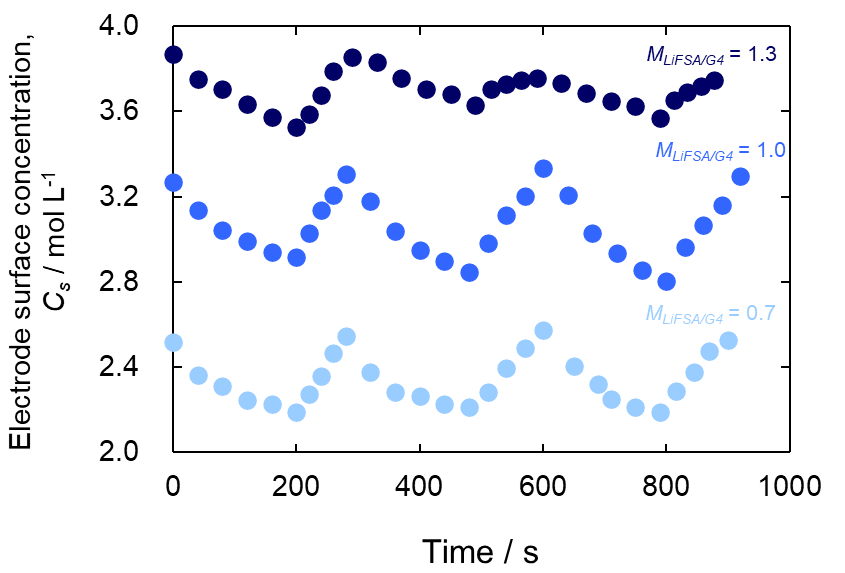 Electrode surface concentration,
Cs / mol L-1
4.0
3.6
3.2
2.8
2.4
2.0
MLiFSA/G4 = 1.3
MLiFSA/G4 = 1.0
MLiFSA/G4 = 0.7
0 200 400 600 800 1000
Time / s